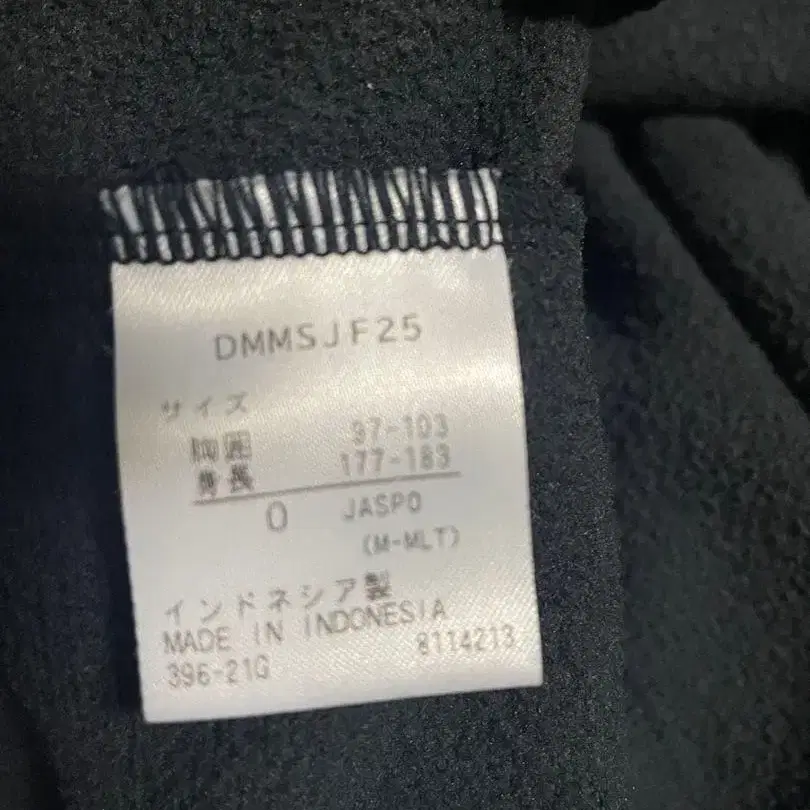 DMMSJF25
サイズ
胸囲 97-103
身長 177-183
O JASPO
(M-MLT)
インドネシア製
MADE IN INDONESIA
396-21G 8114213